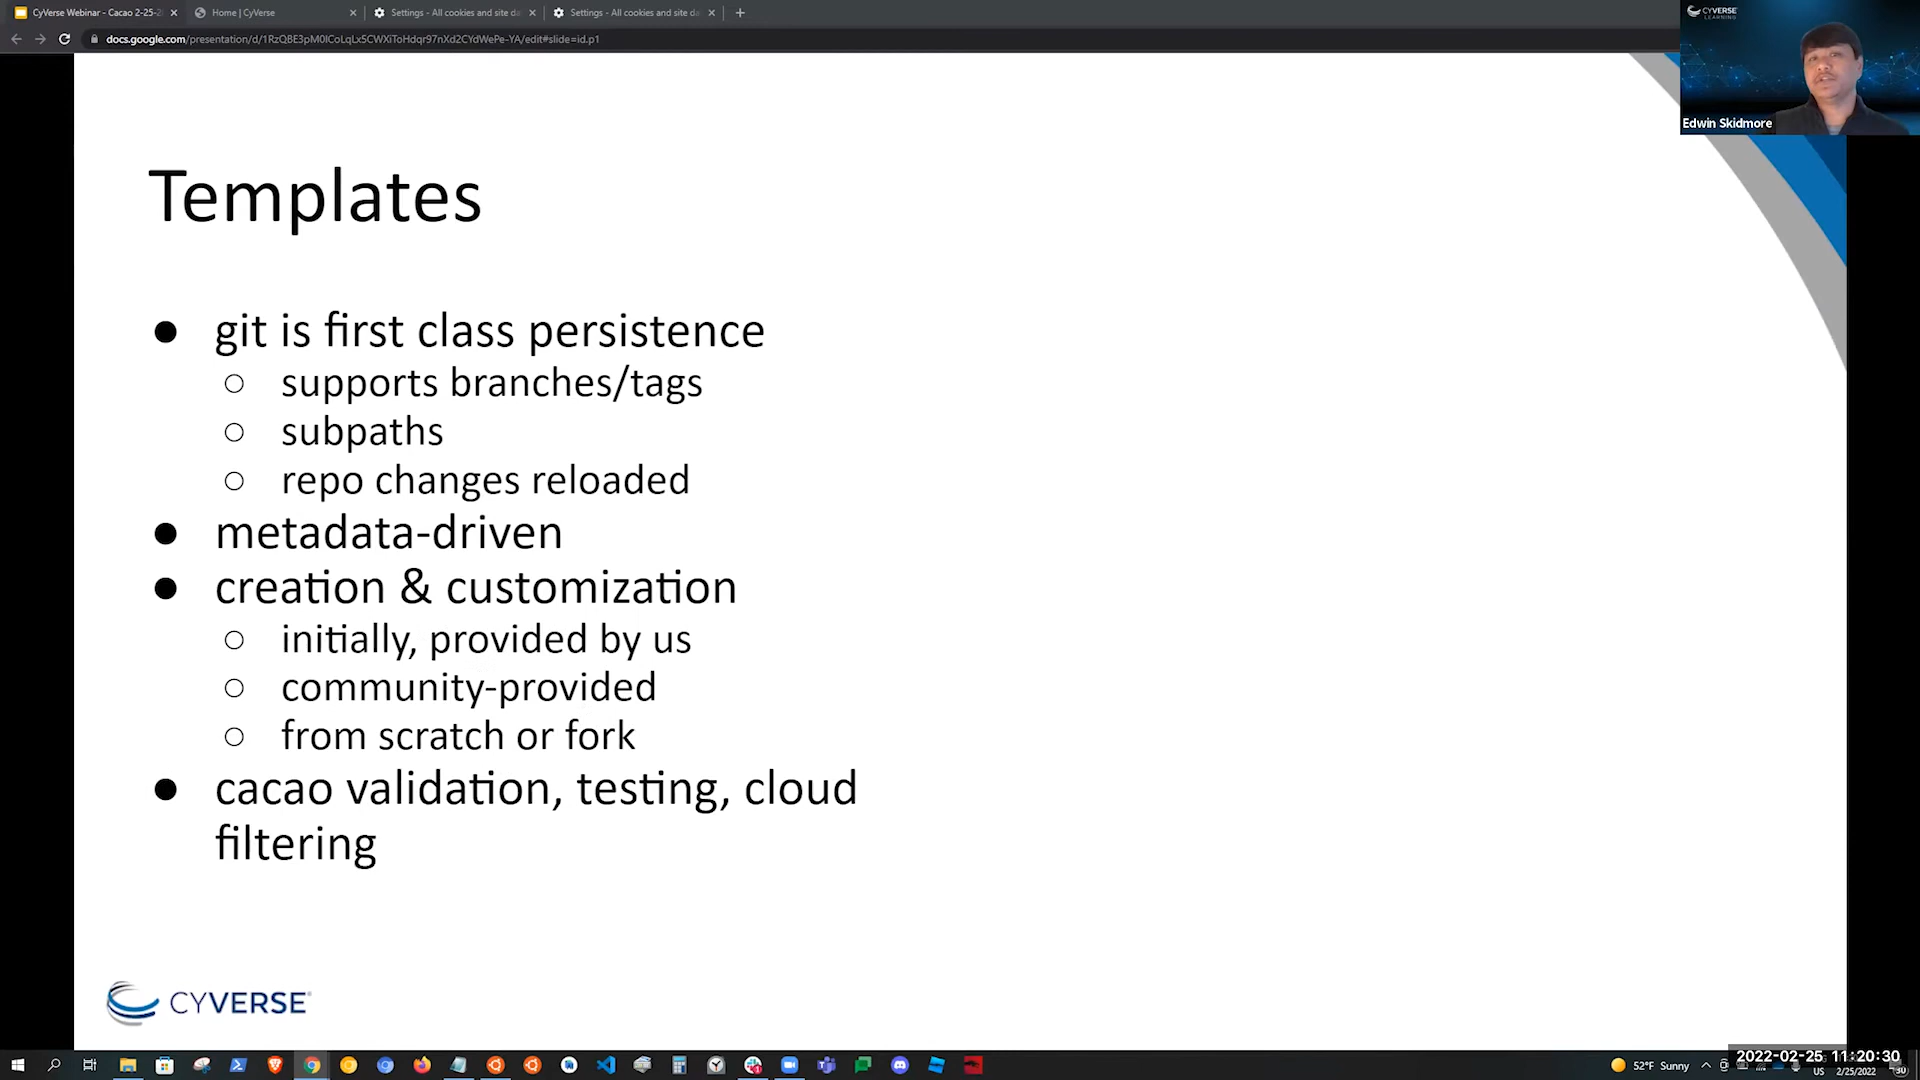 CyVerse Webinar - Cacao 2-25-2
Home | CyVerse
Settings - All cookies and site da
Settings - All cookies and site da
docs.google.com/presentation/d/1RzQBE3pM0ICoLqLx5CWXiToHdqr97nXd2CYdWePe-YA/edit#slide=id.p1
CYVERSE
LEARNING
Edwin Skidmore
Templates
● git is first class persistence
○ supports branches/tags
○ subpaths
○ repo changes reloaded
● metadata-driven
● creation & customization
○ initially, provided by us
○ community-provided
○ from scratch or fork
● cacao validation, testing, cloud
filtering
CYVERSE
52°F Sunny
2022-02-25 11:20:30
US
2/25/2022
30